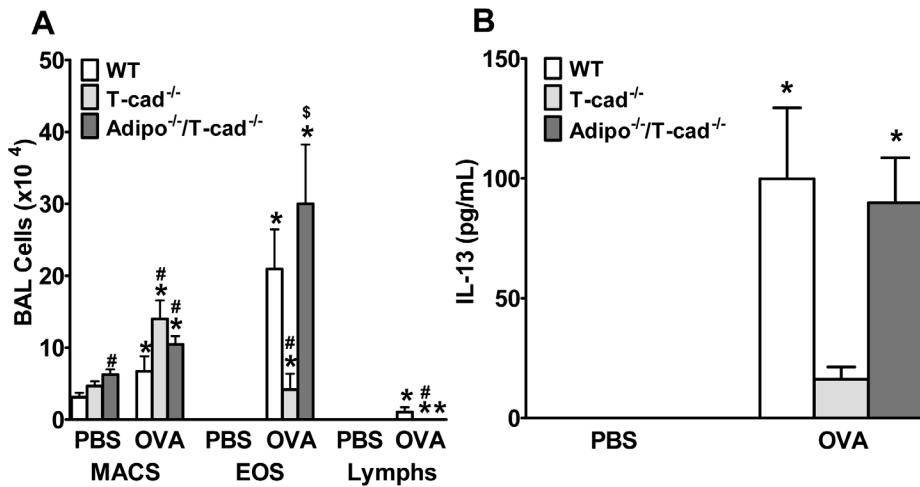 A
50
40
30
20
10
0
BAL Cells (x10 ⁴)
WT
T-cad⁻/⁻
Adipo⁻/⁻/T-cad⁻/⁻
#
*
#
*
#
*
*
#
*
$
*
*
#
**
PBS OVA PBS OVA PBS OVA
MACS EOS Lymphs
B
150
100
50
0
IL-13 (pg/mL)
WT
T-cad⁻/⁻
Adipo⁻/⁻/T-cad⁻/⁻
*
*
PBS OVA